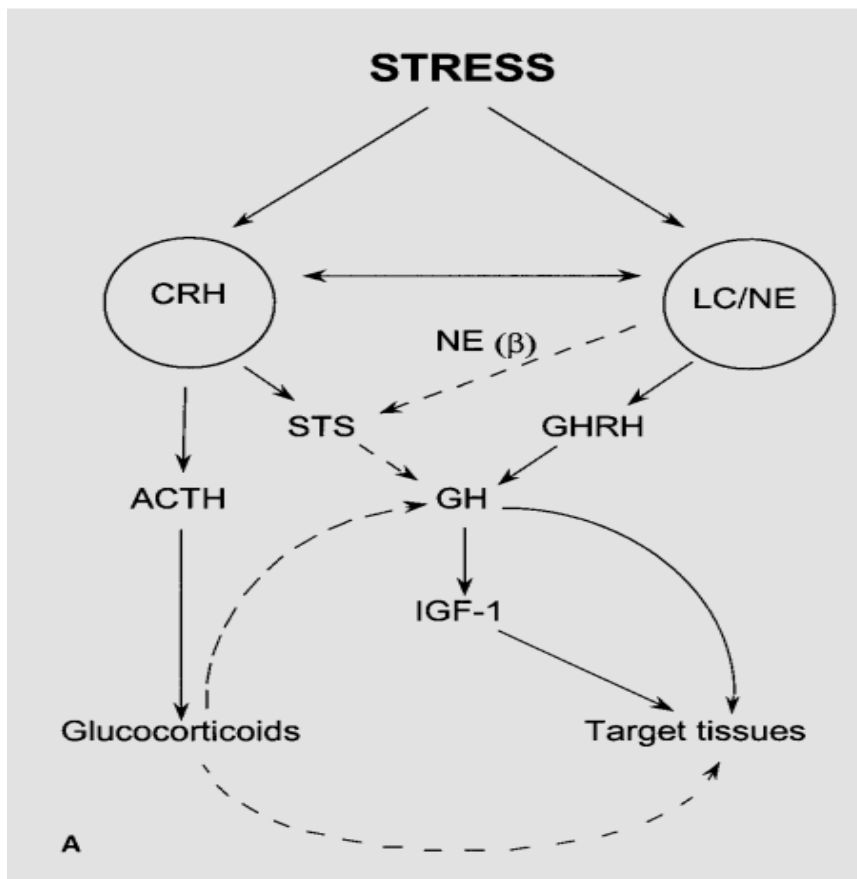 STRESS
CRH
LC/NE
NE (β)
STS
GHRH
ACTH
GH
IGF-1
Glucocorticoids
Target tissues
A